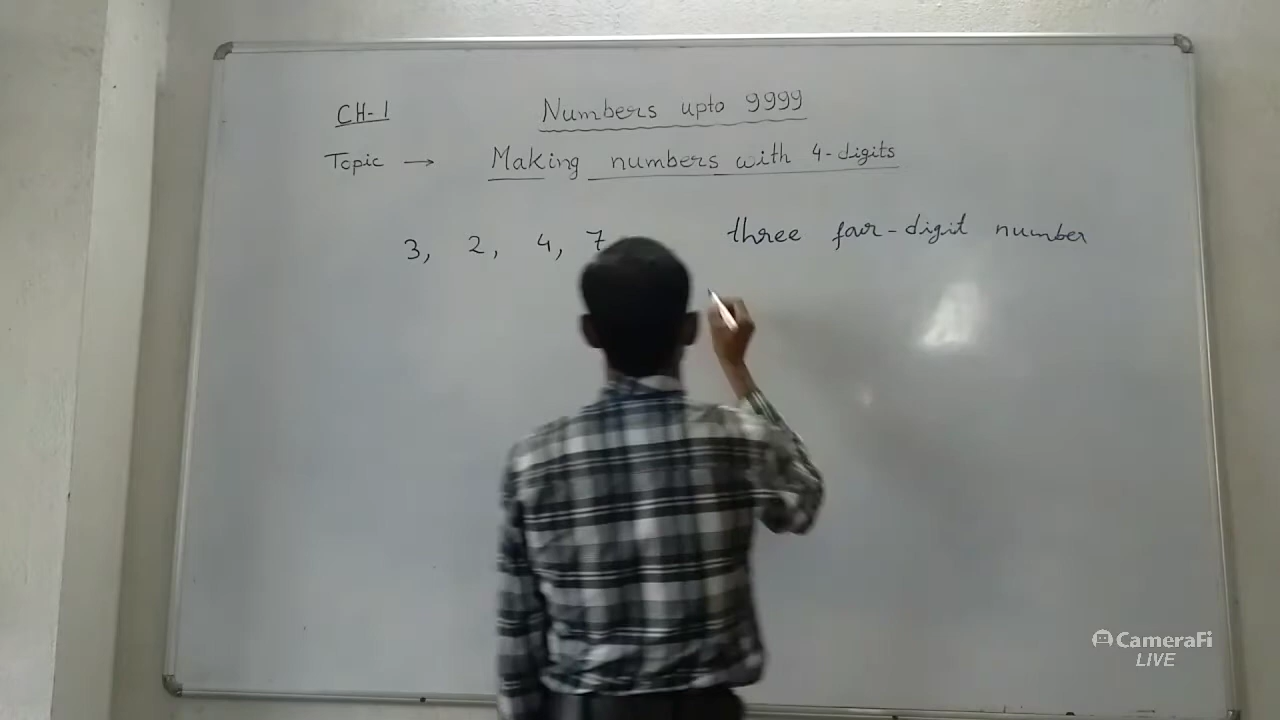 CH-1 Numbers upto 9999
Topic → Making numbers with 4-digits
3, 2, 4, 7 three four-digit number
CameraFi
LIVE